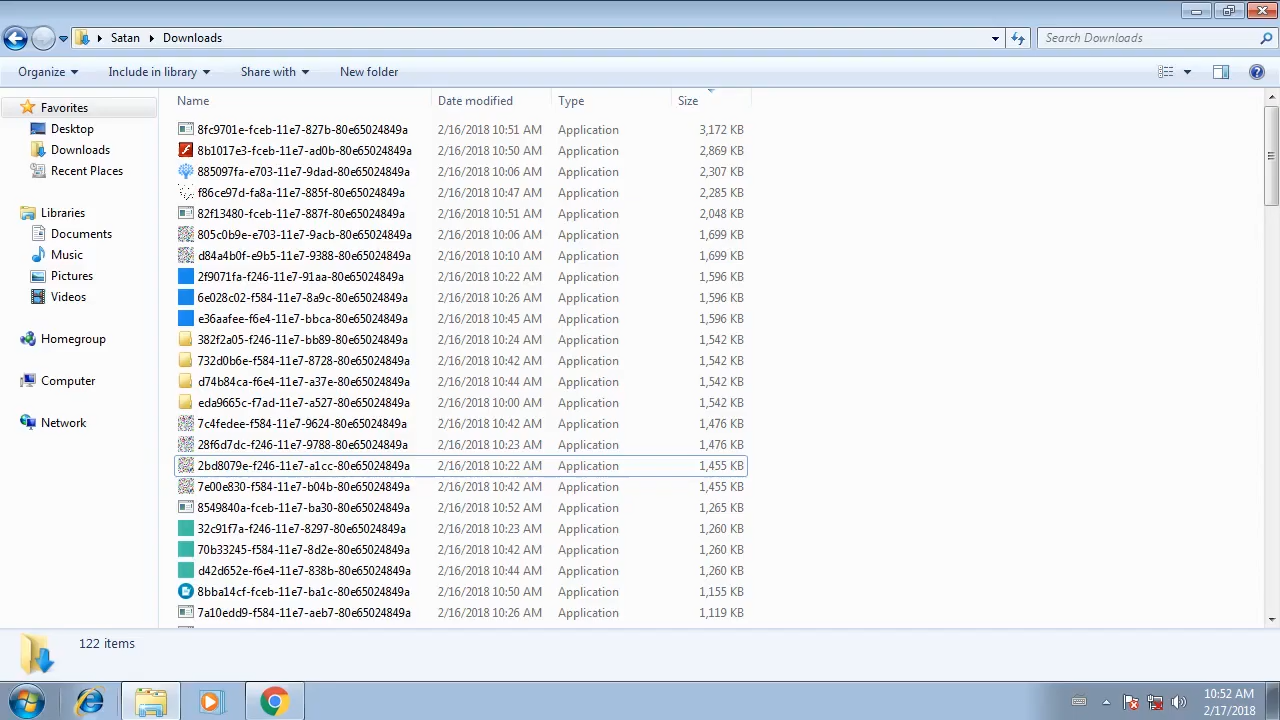 Satan Downloads Search Downloads
Organize Include in library Share with New folder
Name Date modified Type Size
Favorites
Desktop
Downloads
Recent Places
Libraries
Documents
Music
Pictures
Videos
Homegroup
Computer
Network
8fc9701e-fceb-11e7-827b-80e65024849a 2/16/2018 10:51 AM Application 3,172 KB
8b1017e3-fceb-11e7-ad0b-80e65024849a 2/16/2018 10:50 AM Application 2,869 KB
885097fa-e703-11e7-9dad-80e65024849a 2/16/2018 10:06 AM Application 2,307 KB
f86ce97d-fa8a-11e7-885f-80e65024849a 2/16/2018 10:47 AM Application 2,285 KB
82f13480-fceb-11e7-887f-80e65024849a 2/16/2018 10:51 AM Application 2,048 KB
805c0b9e-e703-11e7-9acb-80e65024849a 2/16/2018 10:06 AM Application 1,699 KB
d84a4b0f-e9b5-11e7-9388-80e65024849a 2/16/2018 10:10 AM Application 1,699 KB
2f9071fa-f246-11e7-91aa-80e65024849a 2/16/2018 10:22 AM Application 1,596 KB
6e028c02-f584-11e7-8a9c-80e65024849a 2/16/2018 10:26 AM Application 1,596 KB
e36aafee-f6e4-11e7-bbca-80e65024849a 2/16/2018 10:45 AM Application 1,596 KB
382f2a05-f246-11e7-bb89-80e65024849a 2/16/2018 10:24 AM Application 1,542 KB
732d0b6e-f584-11e7-8728-80e65024849a 2/16/2018 10:42 AM Application 1,542 KB
d74b84ca-f6e4-11e7-a37e-80e65024849a 2/16/2018 10:44 AM Application 1,542 KB
eda9665c-f7ad-11e7-a527-80e65024849a 2/16/2018 10:00 AM Application 1,542 KB
7c4fedee-f584-11e7-9624-80e65024849a 2/16/2018 10:42 AM Application 1,476 KB
28f6d7dc-f246-11e7-9788-80e65024849a 2/16/2018 10:23 AM Application 1,476 KB
2bd8079e-f246-11e7-a1cc-80e65024849a 2/16/2018 10:22 AM Application 1,455 KB
7e00e830-f584-11e7-b04b-80e65024849a 2/16/2018 10:42 AM Application 1,455 KB
8549840a-fceb-11e7-ba30-80e65024849a 2/16/2018 10:52 AM Application 1,265 KB
32c91f7a-f246-11e7-8297-80e65024849a 2/16/2018 10:23 AM Application 1,260 KB
70b33245-f584-11e7-8d2e-80e65024849a 2/16/2018 10:42 AM Application 1,260 KB
d42d652e-f6e4-11e7-838b-80e65024849a 2/16/2018 10:44 AM Application 1,260 KB
8bba14cf-fceb-11e7-ba1c-80e65024849a 2/16/2018 10:50 AM Application 1,155 KB
7a10edd9-f584-11e7-aeb7-80e65024849a 2/16/2018 10:26 AM Application 1,119 KB
122 items
10:52 AM
2/17/2018